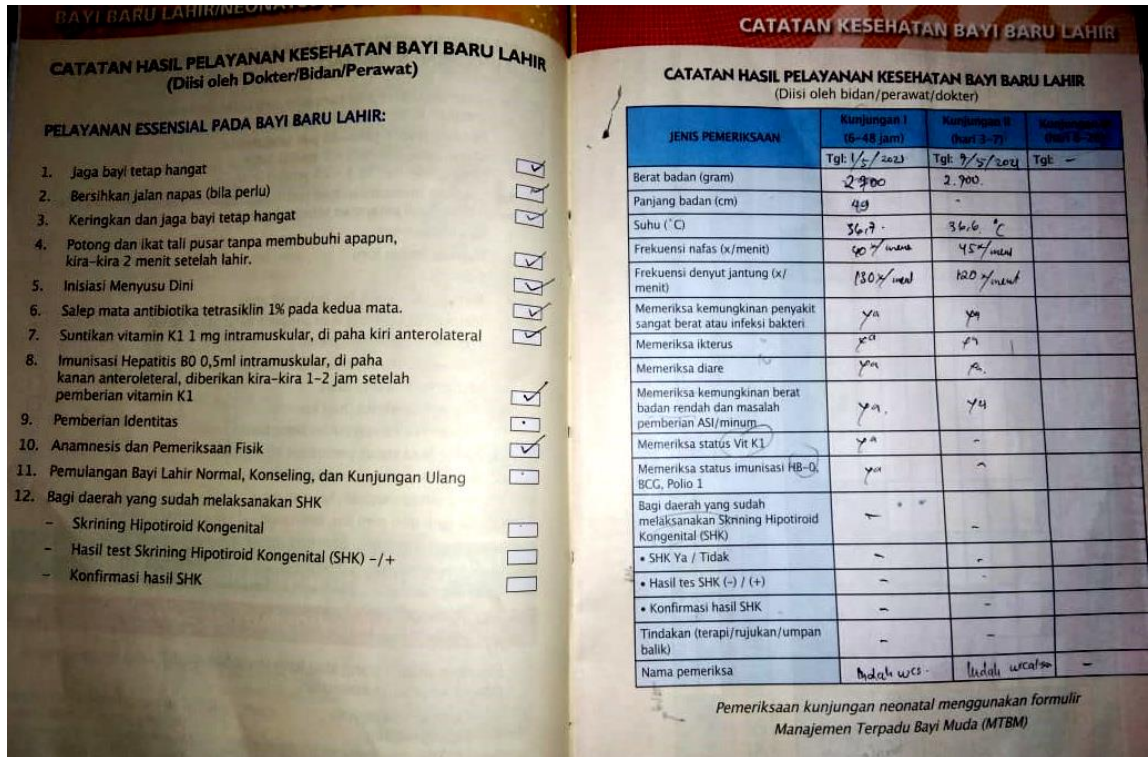 BAYI BARU LAHIR/NEONATUS
CATATAN HASIL PELAYANAN KESEHATAN BAYI BARU LAHIR
(Diisi oleh Dokter/Bidan/Perawat)
PELAYANAN ESSENSIAL PADA BAYI BARU LAHIR:
1. Jaga bayi tetap hangat
2. Bersihkan jalan napas (bila perlu)
3. Keringkan dan jaga bayi tetap hangat
4. Potong dan ikat tali pusar tanpa membubuhi apapun,
kira-kira 2 menit setelah lahir.
5. Inisiasi Menyusu Dini
6. Salep mata antibiotika tetrasiklin 1% pada kedua mata.
7. Suntikan vitamin K1 1 mg intramuskular, di paha kiri anterolateral
8. Imunisasi Hepatitis B0 0,5ml intramuskular, di paha
kanan anteroleteral, diberikan kira-kira 1-2 jam setelah
pemberian vitamin K1
9. Pemberian Identitas
10. Anamnesis dan Pemeriksaan Fisik
11. Pemulangan Bayi Lahir Normal, Konseling, dan Kunjungan Ulang
12. Bagi daerah yang sudah melaksanakan SHK
- Skrining Hipotiroid Kongenital
- Hasil test Skrining Hipotiroid Kongenital (SHK) -/+
- Konfirmasi hasil SHK
CATATAN KESEHATAN BAYI BARU LAHIR
CATATAN HASIL PELAYANAN KESEHATAN BAYI BARU LAHIR
(Diisi oleh bidan/perawat/dokter)
JENIS PEMERIKSAAN
Kunjungan I
(6-48 jam)
Kunjungan II
(hari 3-7)
Tgl: 1/5/2021 Tgl: 9/5/2021 Tgl: -
Berat badan (gram) 2900 2.900.
Panjang badan (cm) 49 -
Suhu (°C) 36,7. 36,6 °C
Frekuensi nafas (x/menit) 40 x/ 45 x/
Frekuensi denyut jantung (x/
menit) 130 x/ 120 x/
Memeriksa kemungkinan penyakit
sangat berat atau infeksi bakteri ya ya
Memeriksa ikterus ya ya
Memeriksa diare ya
Memeriksa kemungkinan berat
badan rendah dan masalah
pemberian ASI/minum ya. ya
Memeriksa status Vit K1 ya -
Memeriksa status imunisasi HB-0,
BCG, Polio 1 ya -
Bagi daerah yang sudah
melaksanakan Skrining Hipotiroid
Kongenital (SHK) - -
• SHK Ya / Tidak - -
• Hasil tes SHK (-) / (+) - -
• Konfirmasi hasil SHK - -
Tindakan (terapi/rujukan/umpan
balik) - -
Nama pemeriksa Indah Indah -
Pemeriksaan kunjungan neonatal menggunakan formulir
Manajemen Terpadu Bayi Muda (MTBM)